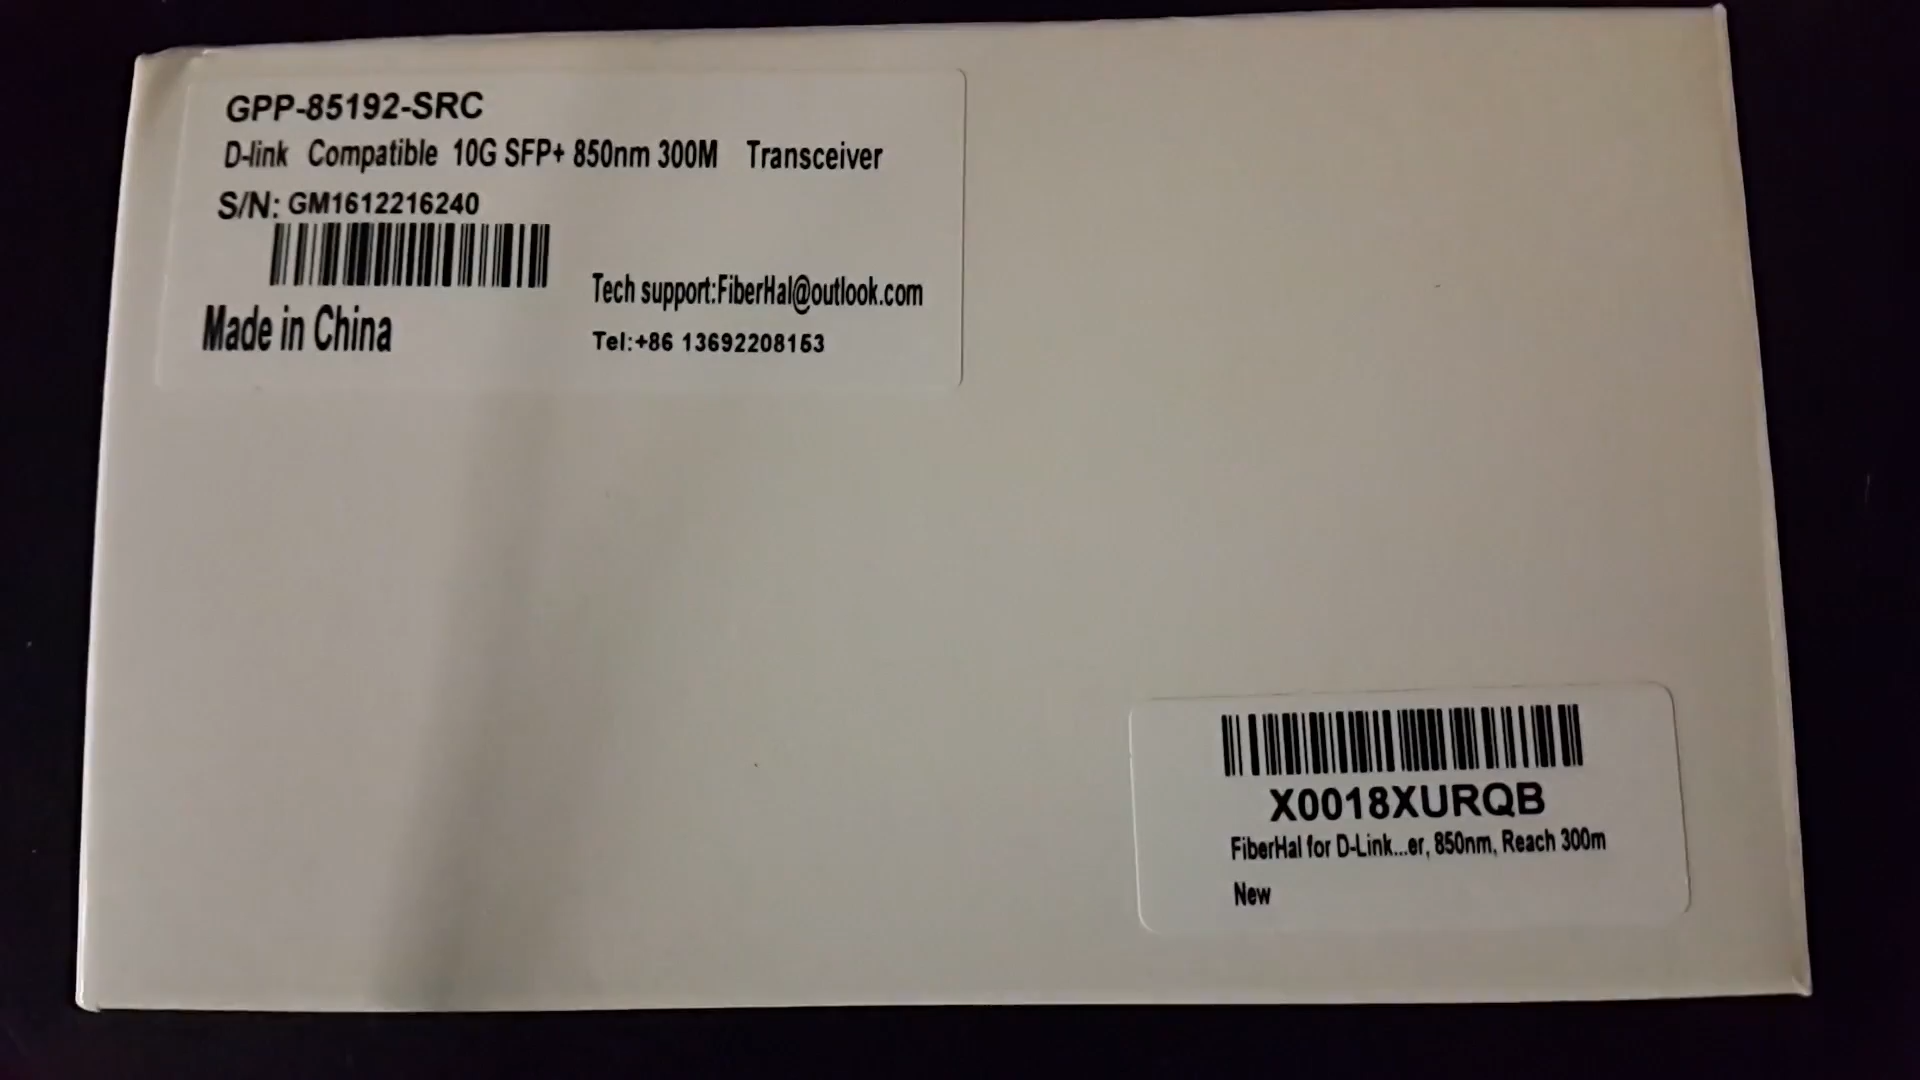 GPP-85192-SRC
D-link Compatible 10G SFP+ 850nm 300M Transceiver
S/N: GM1612216240
Made in China
Tech support:FiberHal@outlook.com
Tel:+86 13692208153
X0018XURQB
FiberHal for D-Link...er, 850nm, Reach 300m
New